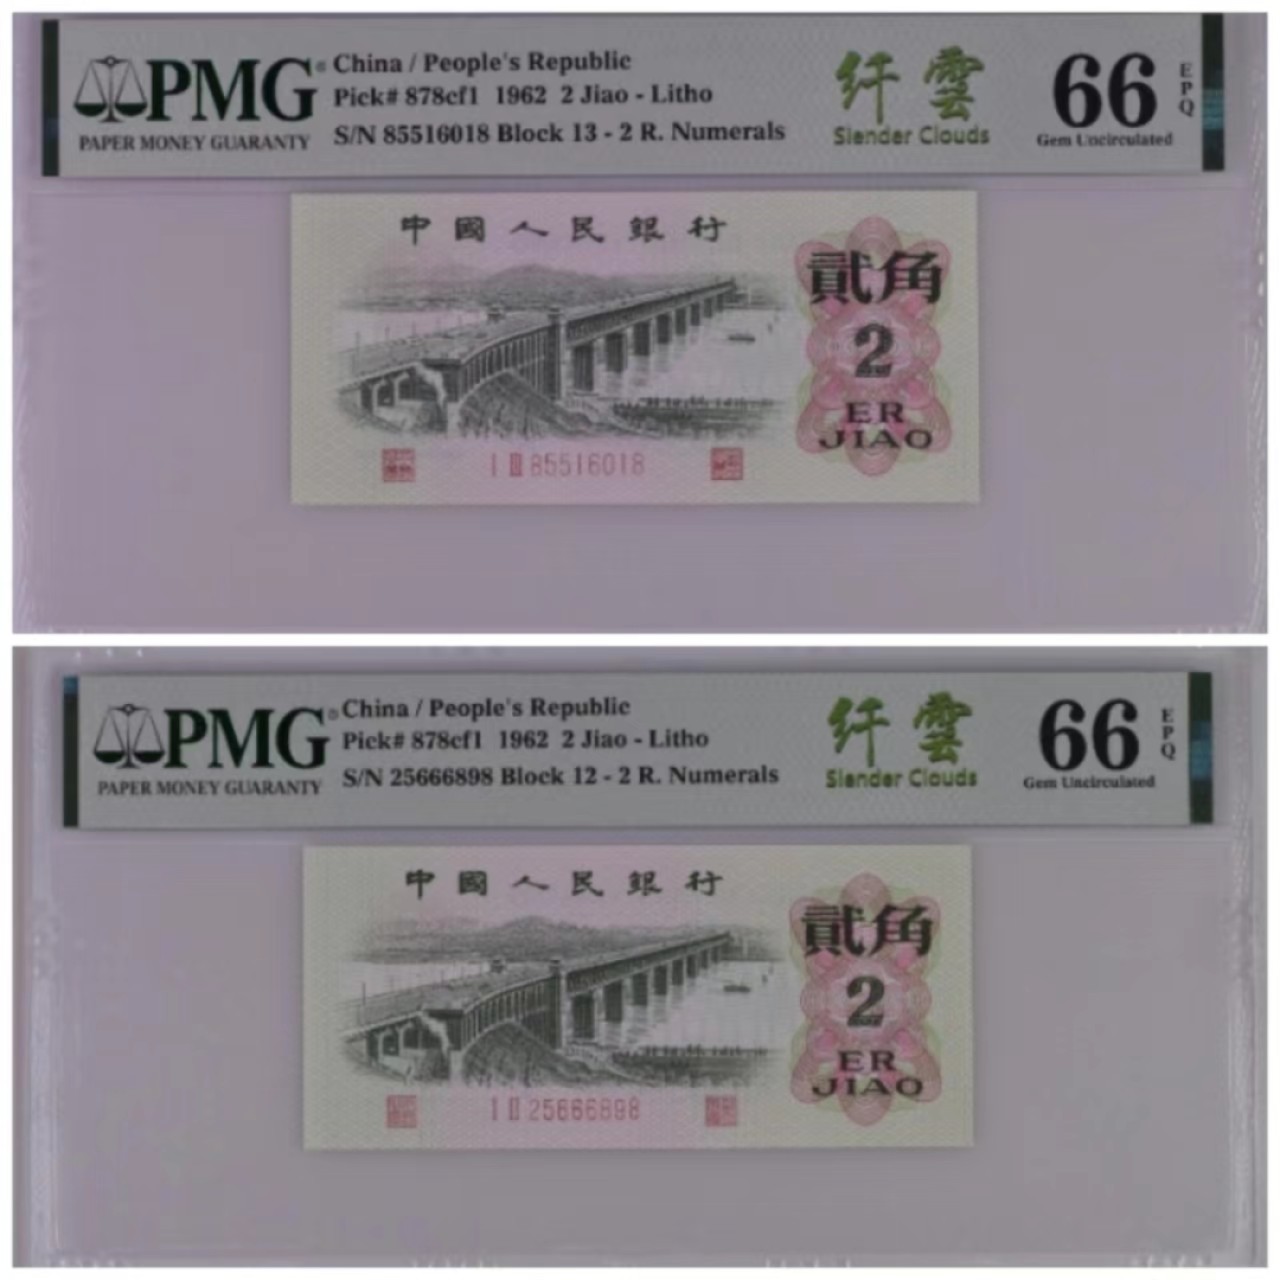 PMG
PAPER MONEY GUARANTY
China / People's Republic
Pick# 878cf1 1962 2 Jiao - Litho
S/N 85516018 Block 13 - 2 R. Numerals
纤雲
Slender Clouds
66 EPQ
Gem Uncirculated
中國人民銀行
貳角
2
ER
JIAO
I III 85516018
PMG
PAPER MONEY GUARANTY
China / People's Republic
Pick# 878cf1 1962 2 Jiao - Litho
S/N 25666898 Block 12 - 2 R. Numerals
纤雲
Slender Clouds
66 EPQ
Gem Uncirculated
中國人民銀行
貳角
2
ER
JIAO
I II 25666898